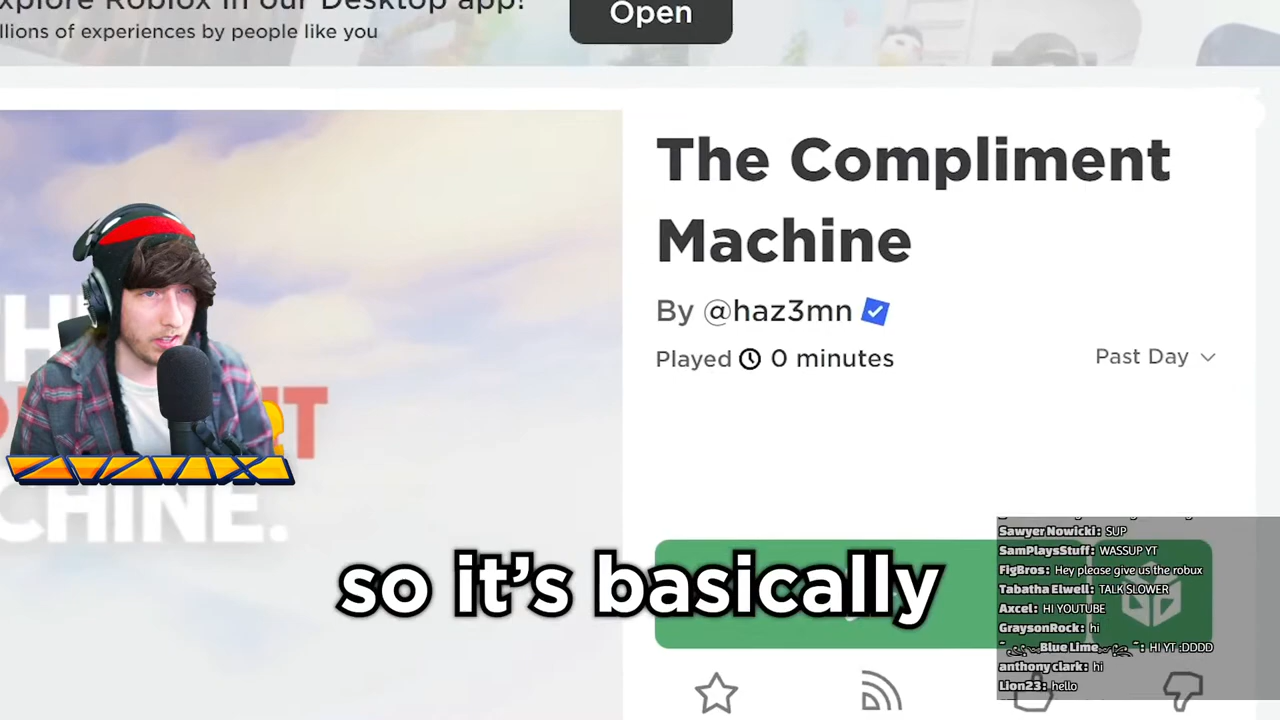 xplore Roblox in our Desktop app!
llions of experiences by people like you
Open
The Compliment
Machine
By @haz3mn
Played 0 minutes
Past Day
CHINE.
so it's basically
Sawyer Nowicki: SUP
SamPlaysStuff: WASSUP YT
FigBros: Hey please give us the robux
Tabatha Elwell: TALK SLOWER
Axcel: HI YOUTUBE
GraysonRock: hi
Blue Lime: HI YT :DDDD
anthony clark: hi
Lion23: hello